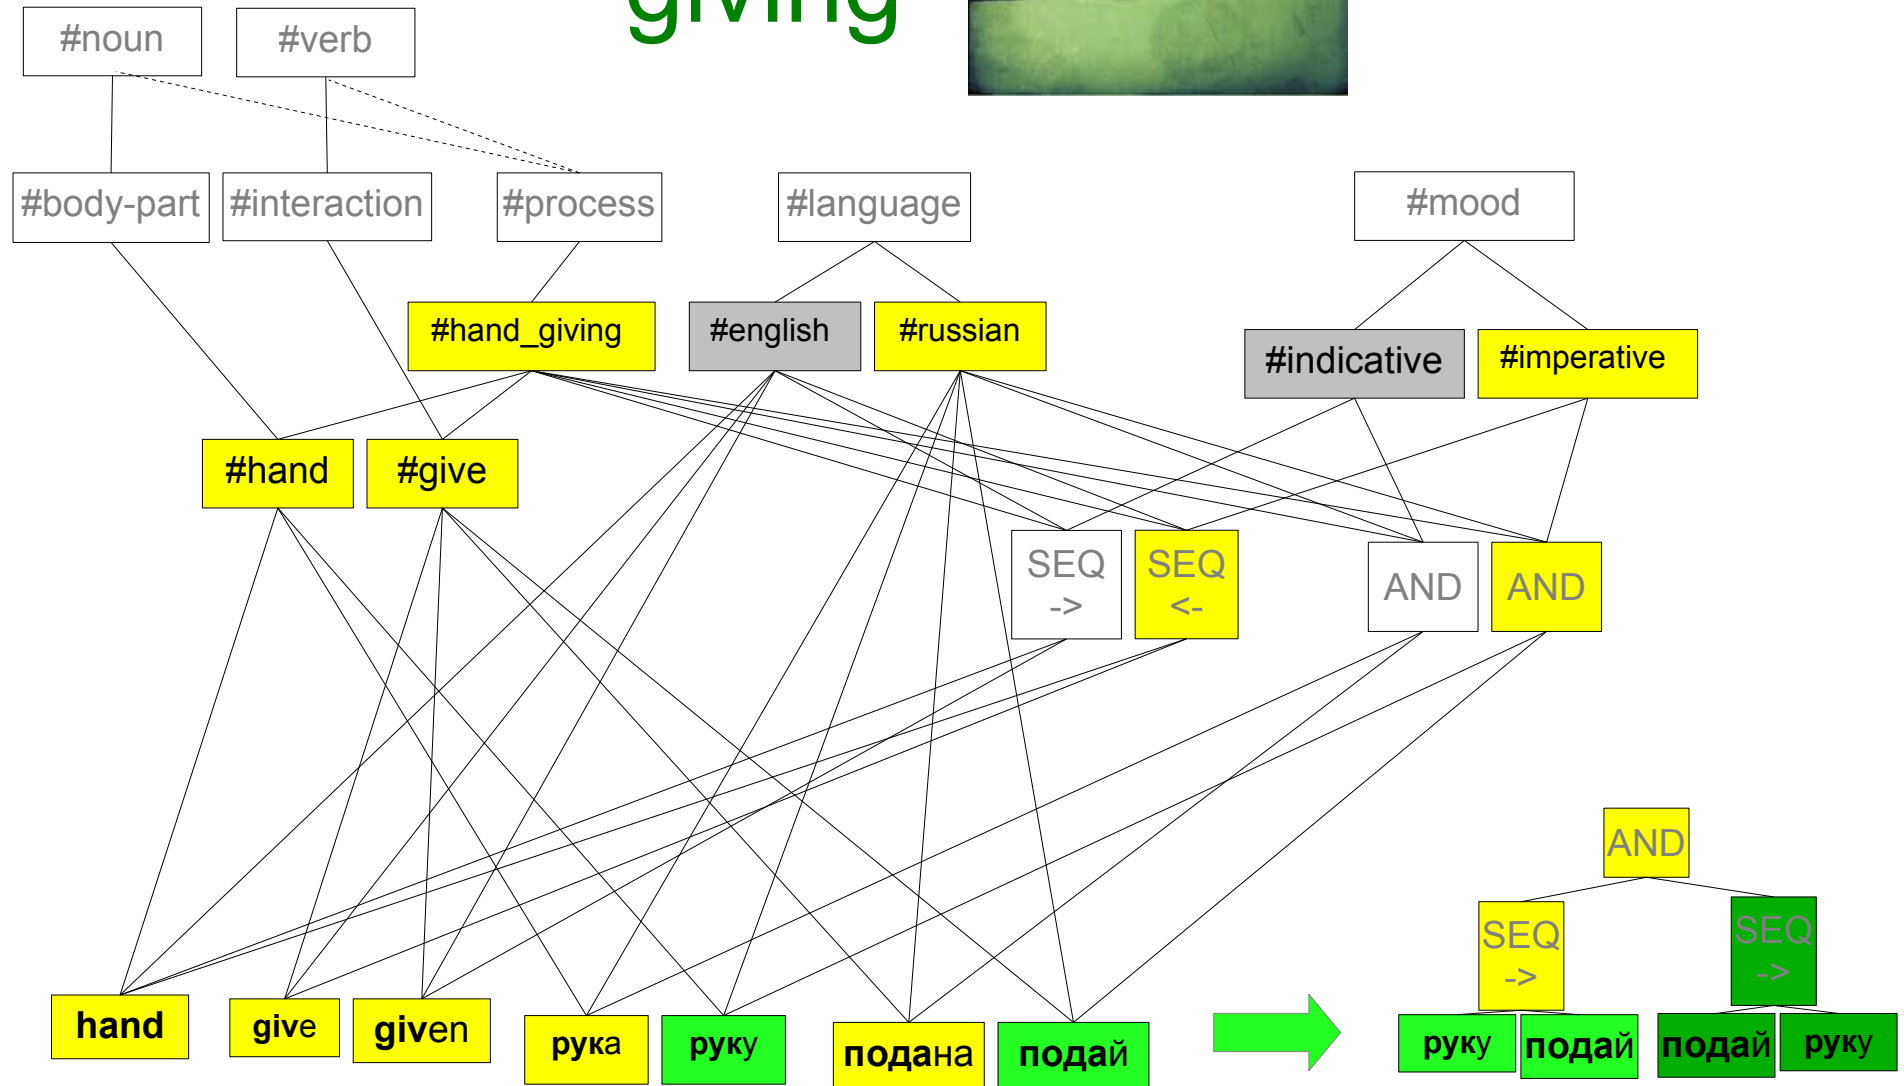 giving
#noun
#verb
#body-part
#interaction
#process
#language
#mood
#hand_giving
#english
#russian
#indicative
#imperative
#hand
#give
SEQ
->
SEQ
<-
AND
AND
AND
SEQ
->
SEQ
->
hand
give
given
рука
руку
подана
подай
руку
подай
подай
руку